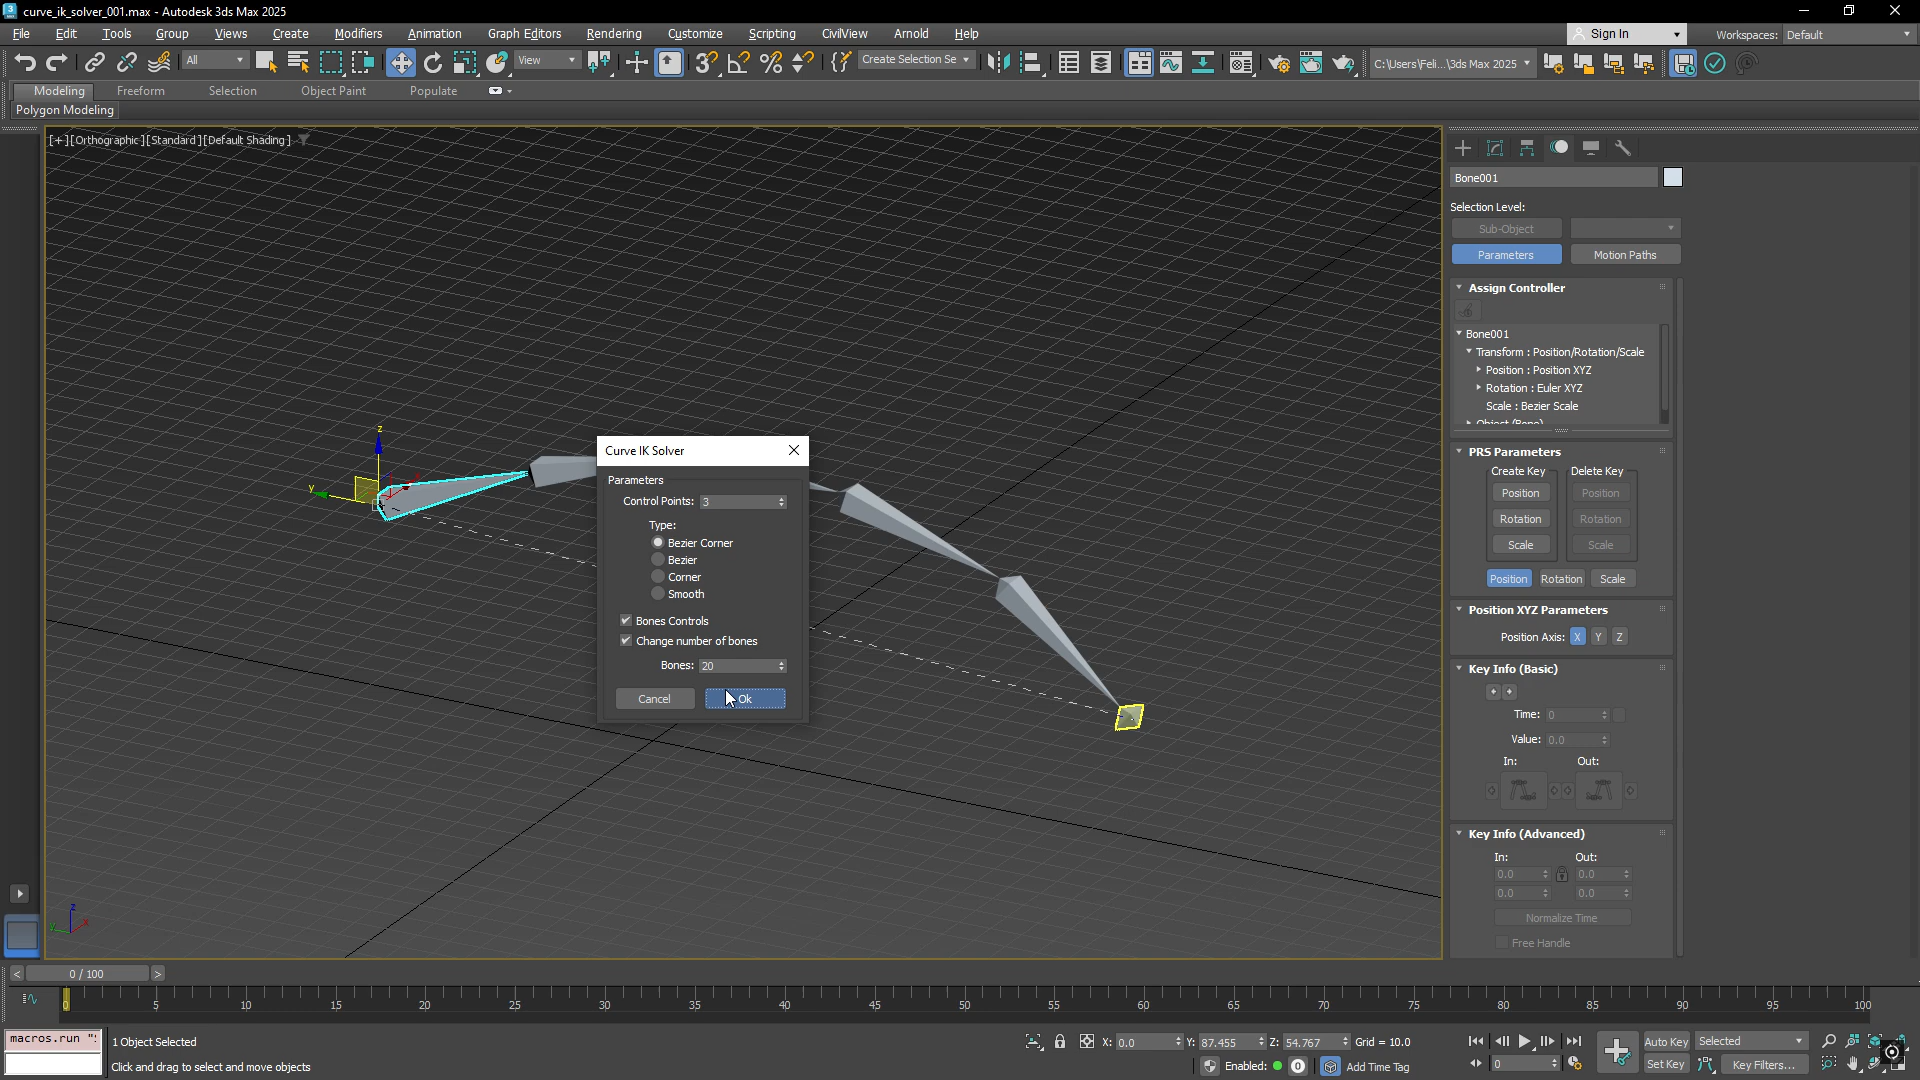 curve_ik_solver_001.max - Autodesk 3ds Max 2025
File Edit Tools Group Views Create Modifiers Animation Graph Editors Rendering Customize Scripting CivilView Arnold Help
Sign In
Workspaces: Default
All
View
Create Selection Se
C:\Users\Feli...\3ds Max 2025
Modeling Freeform Selection Object Paint Populate
Polygon Modeling
[+][Orthographic][Standard][Default Shading]
Bone001
Selection Level:
Sub-Object
Parameters Motion Paths
Assign Controller
Bone001
Transform : Position/Rotation/Scale
Position : Position XYZ
Rotation : Euler XYZ
Scale : Bezier Scale
Object (Bone)
z
y
Curve IK Solver
Parameters
Control Points: 3
Type:
Bezier Corner
Bezier
Corner
Smooth
Bones Controls
Change number of bones
Bones: 20
Cancel Ok
PRS Parameters
Create Key Delete Key
Position Position
Rotation Rotation
Scale Scale
Position Rotation Scale
Position XYZ Parameters
Position Axis: X Y Z
Key Info (Basic)
Time: 0
Value: 0.0
In: Out:
Key Info (Advanced)
In: Out:
0.0 0.0
0.0 0.0
Normalize Time
Free Handle
z
y x
< 0 / 100 >
0 5 10 15 20 25 30 35 40 45 50 55 60 65 70 75 80 85 90 95 100
macros.run "
1 Object Selected
Click and drag to select and move objects
X: 0.0 Y: 87.455 Z: 54.767 Grid = 10.0
Enabled: 0 Add Time Tag
0
Auto Key Selected
Set Key Key Filters...